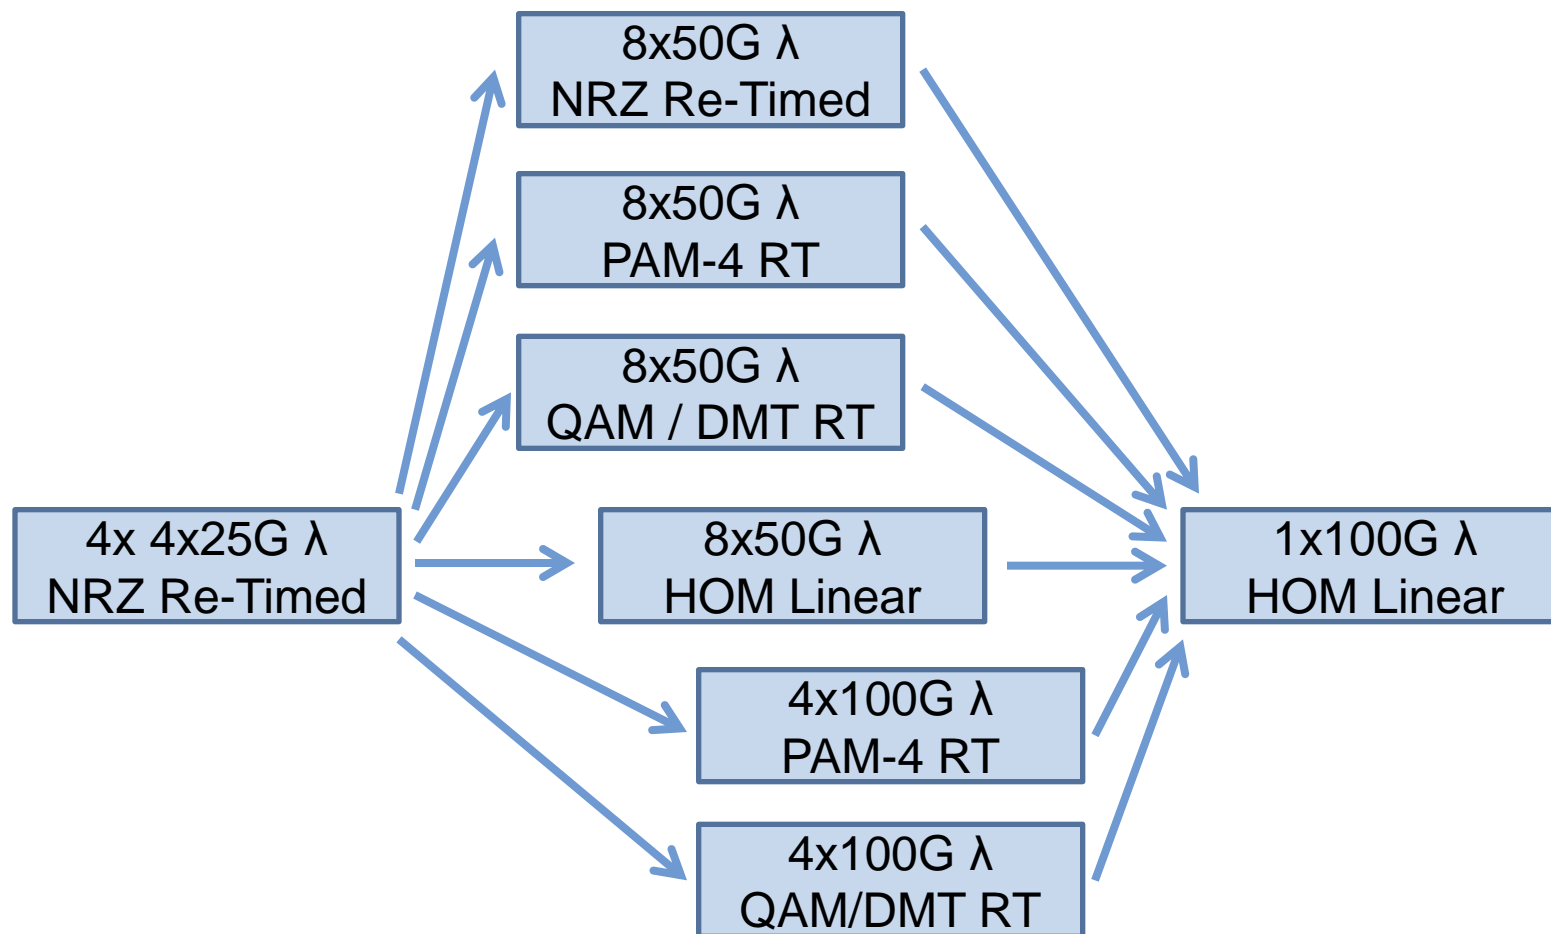 8x50G λ
NRZ Re-Timed
8x50G λ
PAM-4 RT
8x50G λ
QAM / DMT RT
4x 4x25G λ
NRZ Re-Timed
8x50G λ
HOM Linear
1x100G λ
HOM Linear
4x100G λ
PAM-4 RT
4x100G λ
QAM/DMT RT